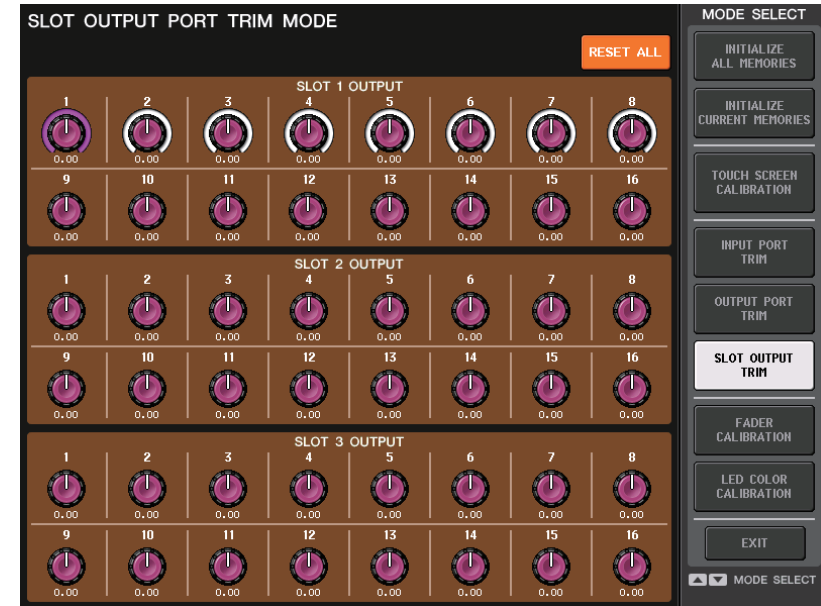 SLOT OUTPUT PORT TRIM MODE
RESET ALL
SLOT 1 OUTPUT
1 2 3 4 5 6 7 8
0.00 0.00 0.00 0.00 0.00 0.00 0.00 0.00
9 10 11 12 13 14 15 16
0.00 0.00 0.00 0.00 0.00 0.00 0.00 0.00
SLOT 2 OUTPUT
1 2 3 4 5 6 7 8
0.00 0.00 0.00 0.00 0.00 0.00 0.00 0.00
9 10 11 12 13 14 15 16
0.00 0.00 0.00 0.00 0.00 0.00 0.00 0.00
SLOT 3 OUTPUT
1 2 3 4 5 6 7 8
0.00 0.00 0.00 0.00 0.00 0.00 0.00 0.00
9 10 11 12 13 14 15 16
0.00 0.00 0.00 0.00 0.00 0.00 0.00 0.00
MODE SELECT
INITIALIZE
ALL MEMORIES
INITIALIZE
CURRENT MEMORIES
TOUCH SCREEN
CALIBRATION
INPUT PORT
TRIM
OUTPUT PORT
TRIM
SLOT OUTPUT
TRIM
FADER
CALIBRATION
LED COLOR
CALIBRATION
EXIT
MODE SELECT